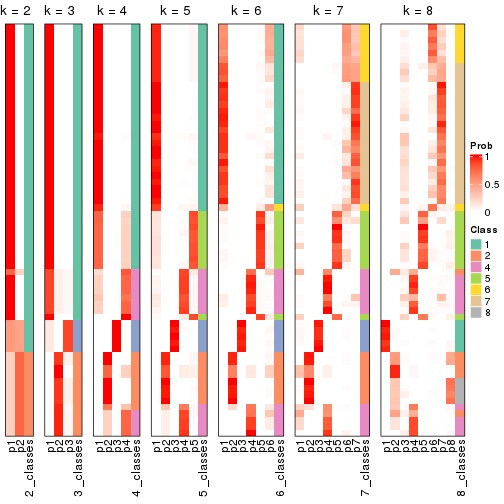 k = 2 k = 3 k = 4 k = 5 k = 6 k = 7 k = 8
Prob
1
0.5
0
Class
1
2
4
5
6
7
8
p1 p2 2_classes
p1 p2 p3 3_classes
p1 p2 p3 p4 4_classes
p1 p2 p3 p4 p5 5_classes
p1 p2 p3 p4 p5 p6 6_classes
p1 p2 p3 p4 p5 p6 p7 7_classes
p1 p2 p3 p4 p5 p6 p7 p8 8_classes